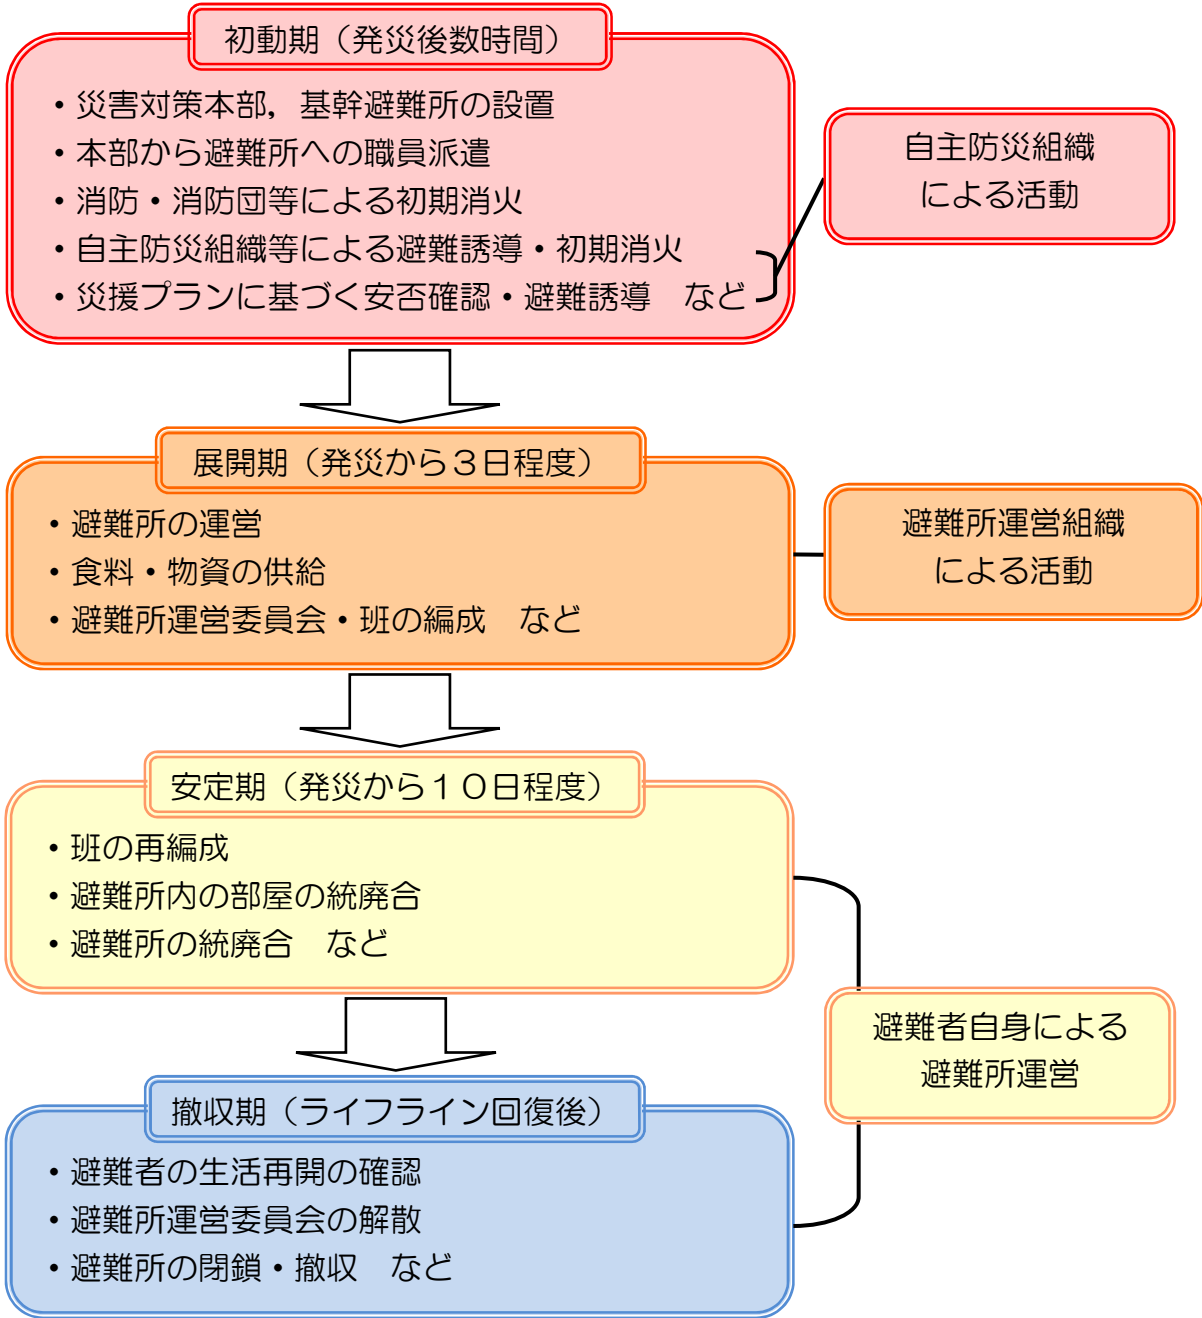 初動期（発災後数時間）
・災害対策本部，基幹避難所の設置
・本部から避難所への職員派遣
・消防・消防団等による初期消火
・自主防災組織等による避難誘導・初期消火
・災援プランに基づく安否確認・避難誘導　など
自主防災組織
による活動
展開期（発災から３日程度）
・避難所の運営
・食料・物資の供給
・避難所運営委員会・班の編成　など
避難所運営組織
による活動
安定期（発災から１０日程度）
・班の再編成
・避難所内の部屋の統廃合
・避難所の統廃合　など
避難者自身による
避難所運営
撤収期（ライフライン回復後）
・避難者の生活再開の確認
・避難所運営委員会の解散
・避難所の閉鎖・撤収　など